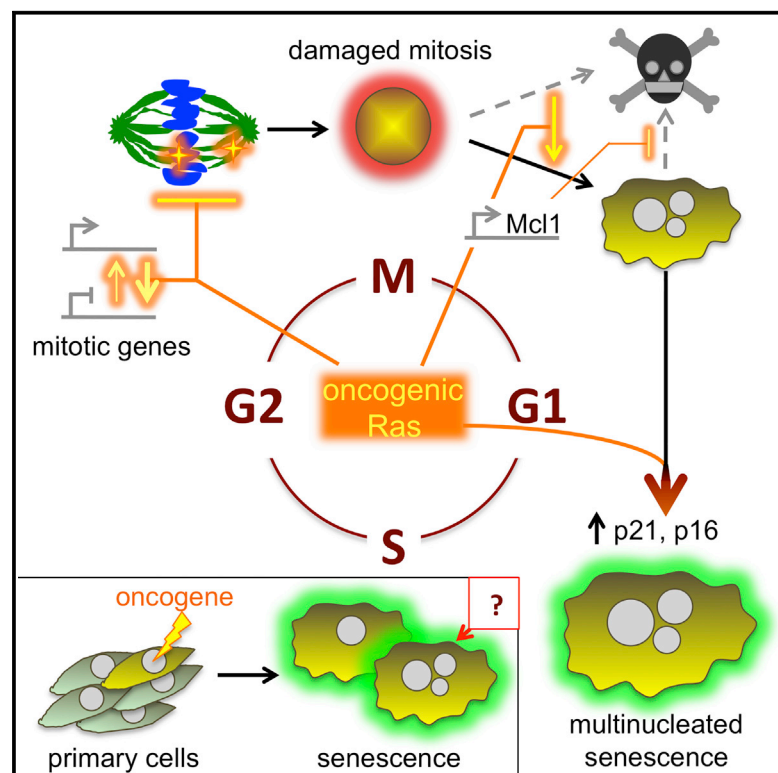 damaged mitosis
Mcl1
mitotic genes
M
G2
G1
S
oncogenic
Ras
p21, p16
multinucleated
senescence
oncogene
?
primary cells
senescence